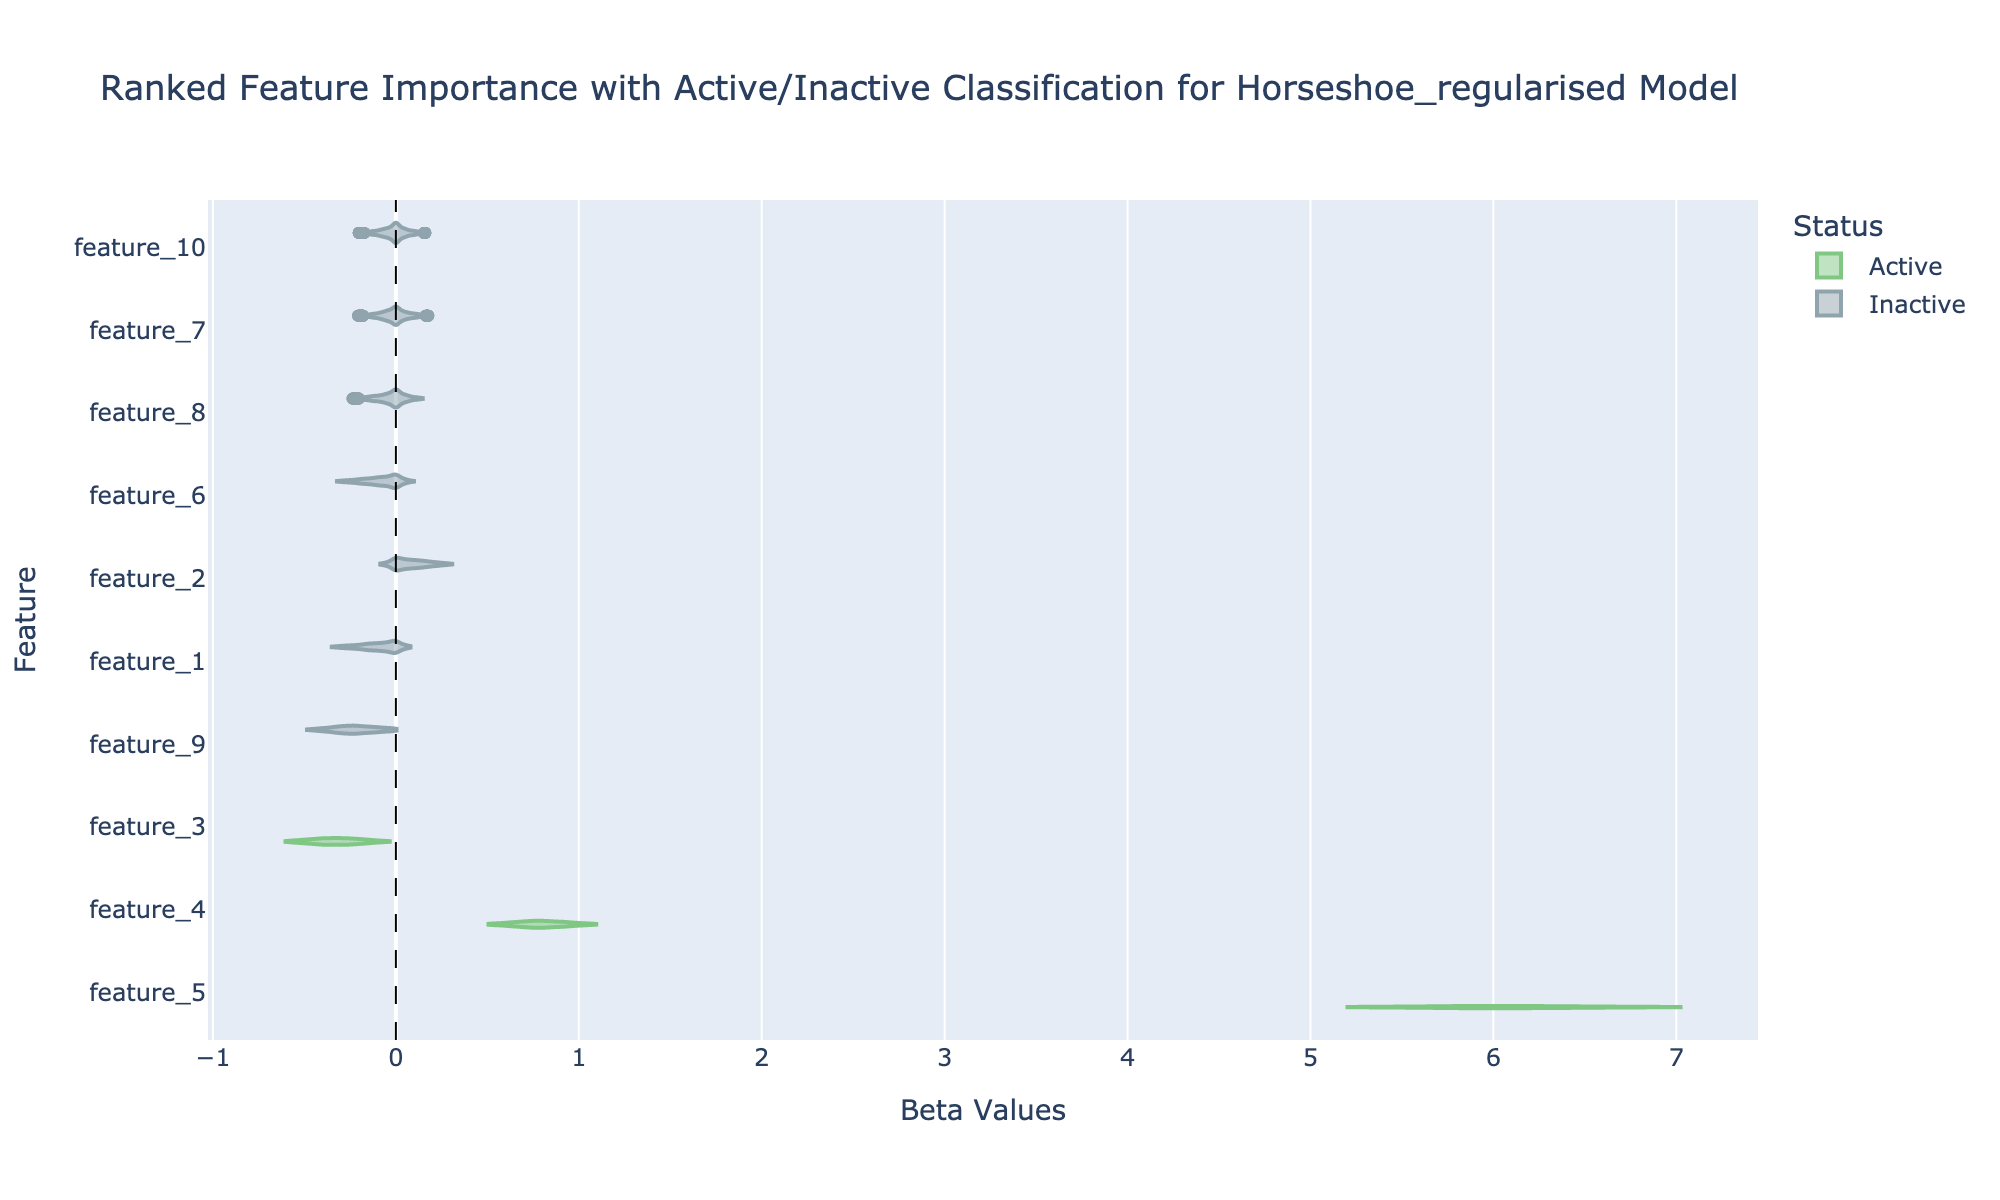 Ranked Feature Importance with Active/Inactive Classification for Horseshoe_regularised Model
Status
Active
Inactive
Feature
feature_10
feature_7
feature_8
feature_6
feature_2
feature_1
feature_9
feature_3
feature_4
feature_5
−1 0 1 2 3 4 5 6 7
Beta Values